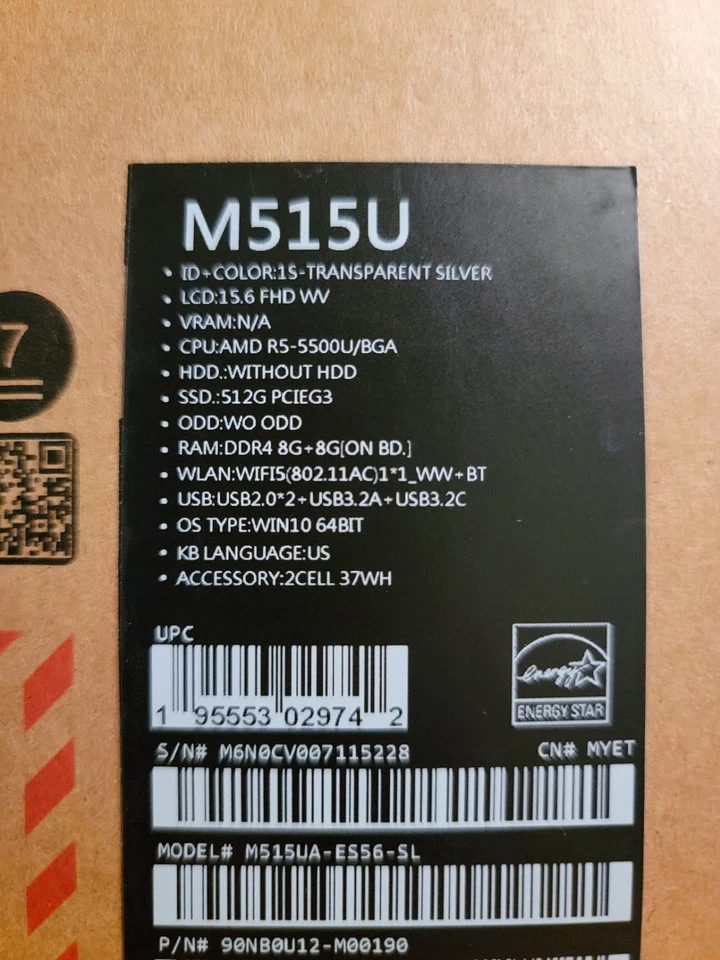 M515U
• ID+COLOR:1S-TRANSPARENT SILVER
• LCD:15.6 FHD WV
• VRAM:N/A
• CPU:AMD R5-5500U/BGA
• HDD.:WITHOUT HDD
• SSD.:512G PCIEG3
• ODD:WO ODD
• RAM:DDR4 8G+8G[ON BD.]
• WLAN:WIFI5(802.11AC)1*1_WW+BT
• USB:USB2.0*2+USB3.2A+USB3.2C
• OS TYPE:WIN10 64BIT
• KB LANGUAGE:US
• ACCESSORY:2CELL 37WH
7
UPC
1 95553 02974 2
energy
ENERGY STAR
S/N# M6N0CV007115228
CN# MYET
MODEL# M515UA-ES56-SL
P/N# 90NB0U12-M00190